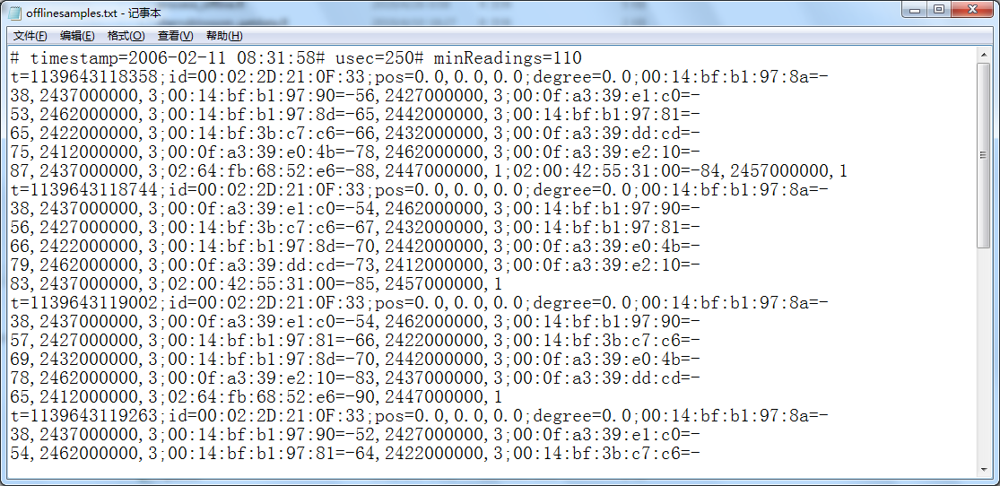 offlinesamples.txt - 记事本
文件(F) 编辑(E) 格式(O) 查看(V) 帮助(H)
# timestamp=2006-02-11 08:31:58# usec=250# minReadings=110
t=1139643118358;id=00:02:2D:21:0F:33;pos=0.0,0.0,0.0;degree=0.0;00:14:bf:b1:97:8a=-
38,2437000000,3;00:14:bf:b1:97:90=-56,2427000000,3;00:0f:a3:39:e1:c0=-
53,2462000000,3;00:14:bf:b1:97:8d=-65,2442000000,3;00:14:bf:b1:97:81=-
65,2422000000,3;00:14:bf:3b:c7:c6=-66,2432000000,3;00:0f:a3:39:dd:cd=-
75,2412000000,3;00:0f:a3:39:e0:4b=-78,2462000000,3;00:0f:a3:39:e2:10=-
87,2437000000,3;02:64:fb:68:52:e6=-88,2447000000,1;02:00:42:55:31:00=-84,2457000000,1
t=1139643118744;id=00:02:2D:21:0F:33;pos=0.0,0.0,0.0;degree=0.0;00:14:bf:b1:97:8a=-
38,2437000000,3;00:0f:a3:39:e1:c0=-54,2462000000,3;00:14:bf:b1:97:90=-
56,2427000000,3;00:14:bf:3b:c7:c6=-67,2432000000,3;00:14:bf:b1:97:81=-
66,2422000000,3;00:14:bf:b1:97:8d=-70,2442000000,3;00:0f:a3:39:e0:4b=-
79,2462000000,3;00:0f:a3:39:dd:cd=-73,2412000000,3;00:0f:a3:39:e2:10=-
83,2437000000,3;02:00:42:55:31:00=-85,2457000000,1
t=1139643119002;id=00:02:2D:21:0F:33;pos=0.0,0.0,0.0;degree=0.0;00:14:bf:b1:97:8a=-
38,2437000000,3;00:0f:a3:39:e1:c0=-54,2462000000,3;00:14:bf:b1:97:90=-
57,2427000000,3;00:14:bf:b1:97:81=-66,2422000000,3;00:14:bf:3b:c7:c6=-
69,2432000000,3;00:14:bf:b1:97:8d=-70,2442000000,3;00:0f:a3:39:e0:4b=-
78,2462000000,3;00:0f:a3:39:e2:10=-83,2437000000,3;00:0f:a3:39:dd:cd=-
65,2412000000,3;02:64:fb:68:52:e6=-90,2447000000,1
t=1139643119263;id=00:02:2D:21:0F:33;pos=0.0,0.0,0.0;degree=0.0;00:14:bf:b1:97:8a=-
38,2437000000,3;00:14:bf:b1:97:90=-52,2427000000,3;00:0f:a3:39:e1:c0=-
54,2462000000,3;00:14:bf:b1:97:81=-64,2422000000,3;00:14:bf:3b:c7:c6=-